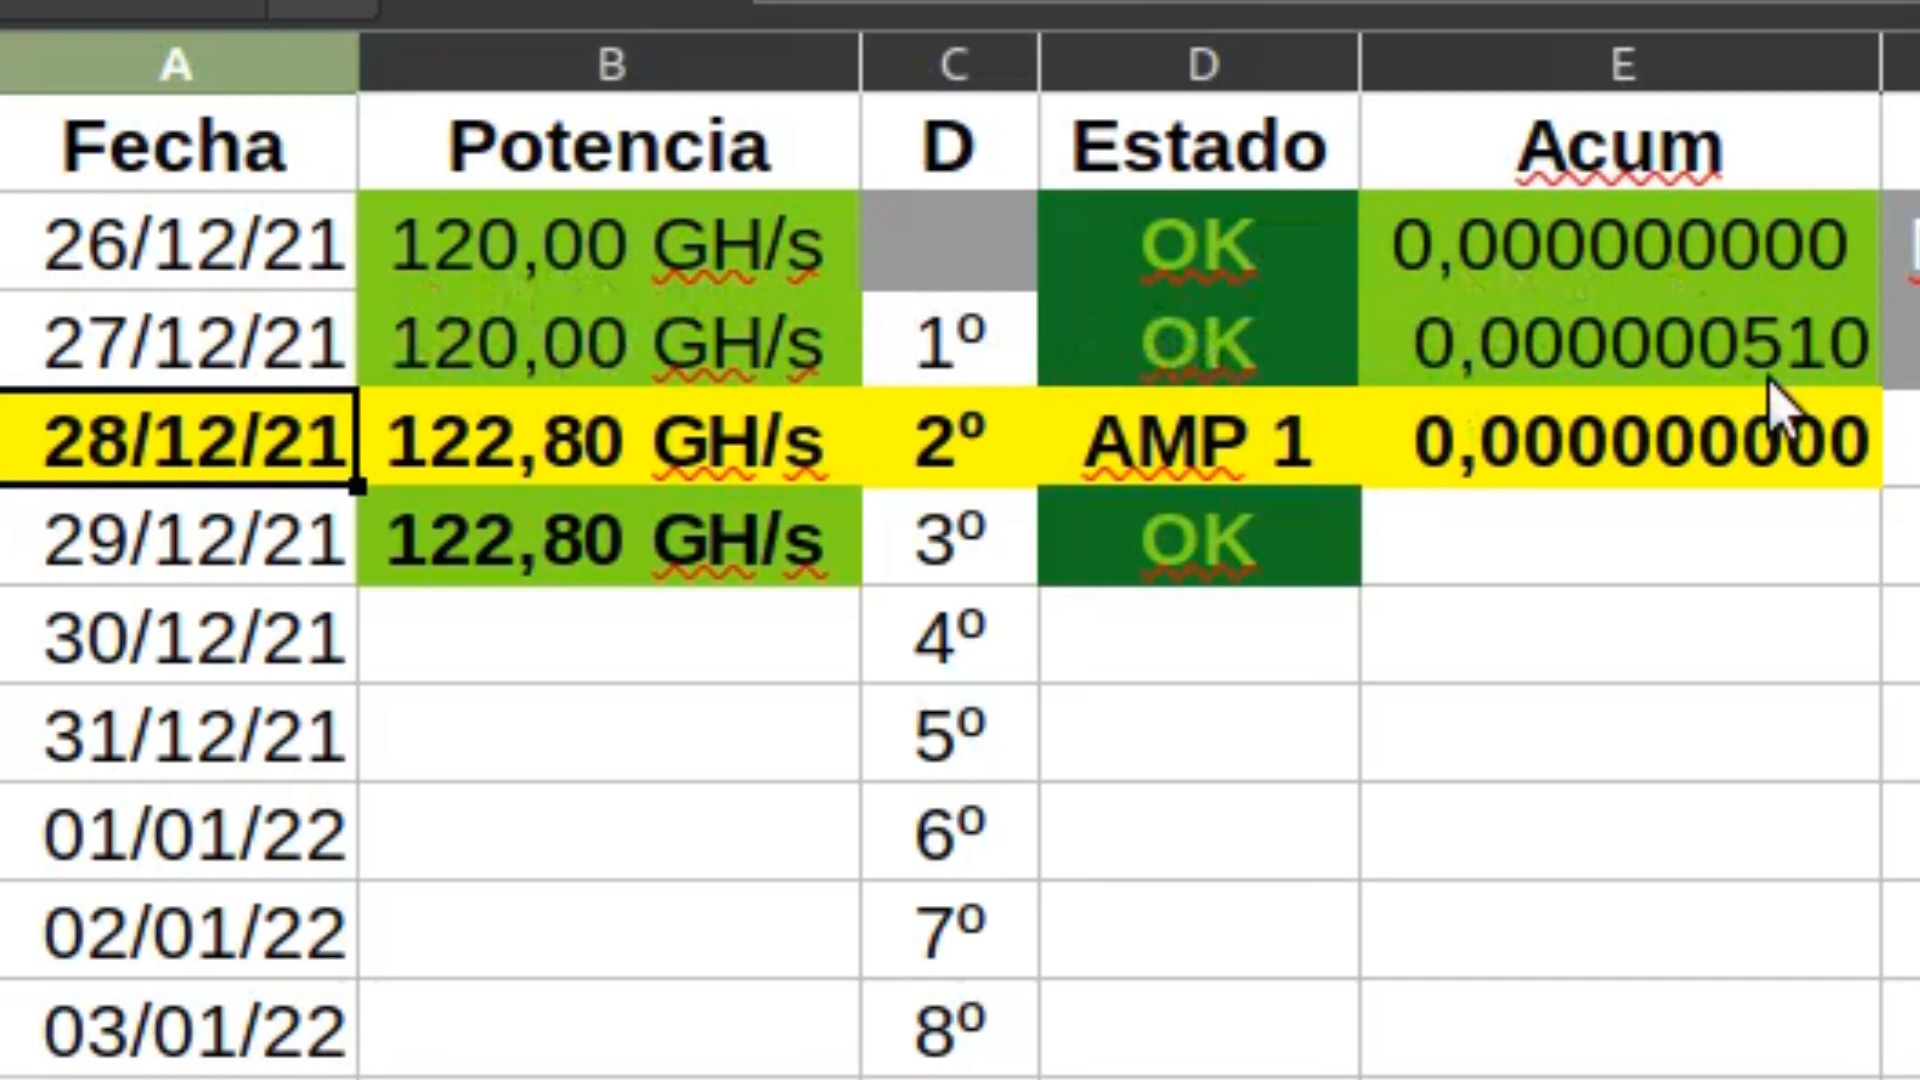 A B C D E
Fecha Potencia D Estado Acum
26/12/21 120,00 GH/s OK 0,000000000
27/12/21 120,00 GH/s 1º OK 0,000000510
28/12/21 122,80 GH/s 2º AMP 1 0,000000000
29/12/21 122,80 GH/s 3º OK
30/12/21 4º
31/12/21 5º
01/01/22 6º
02/01/22 7º
03/01/22 8º